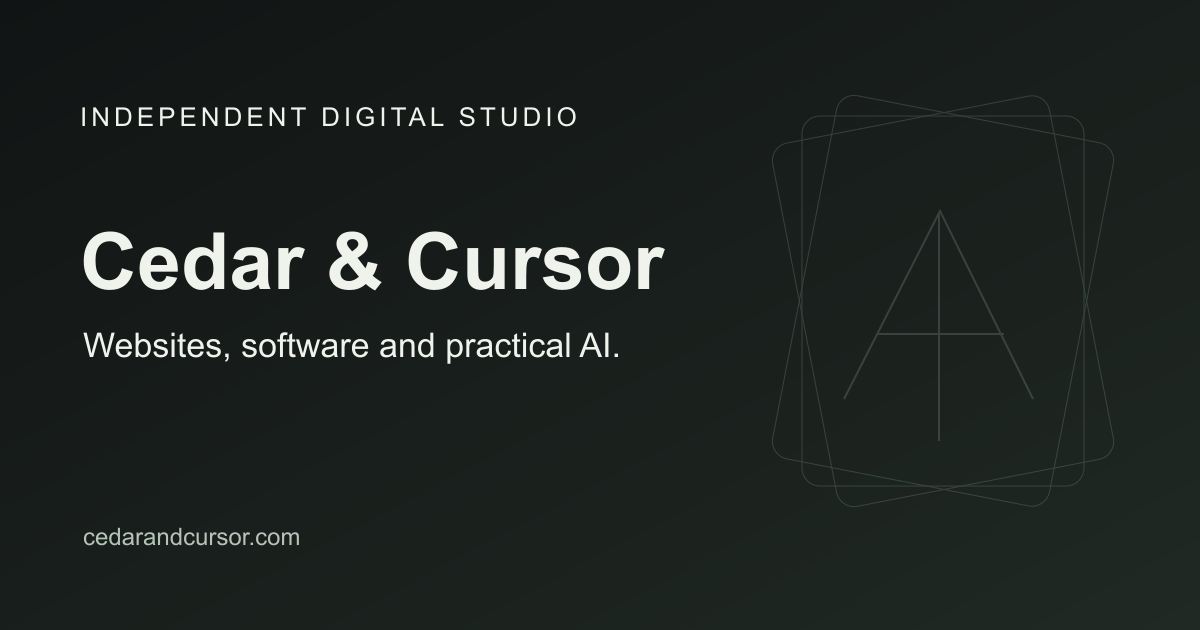 INDEPENDENT DIGITAL STUDIO
Cedar & Cursor
Websites, software and practical AI.
cedarandcursor.com